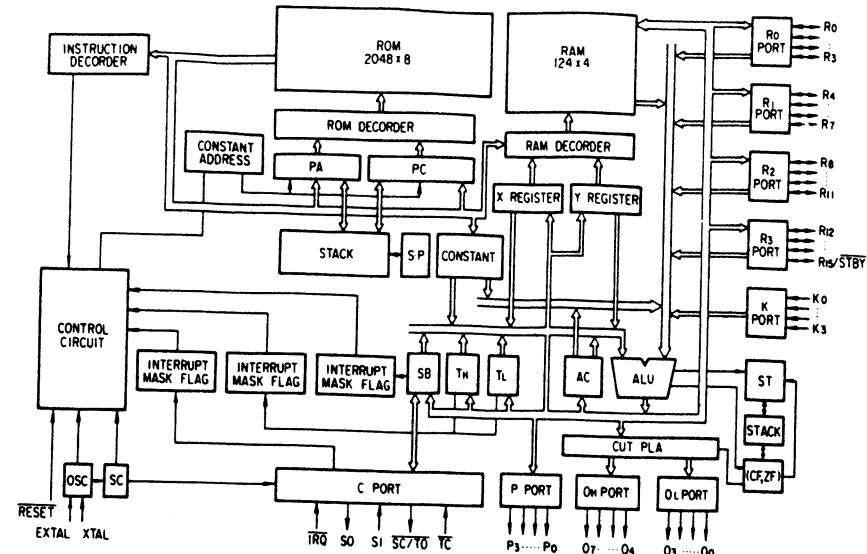 INSTRUCTION
DECORDER
ROM
2048 x 8
RAM
124 x 4
R0
PORT
R0
R3
R1
PORT
R4
R7
ROM DECORDER
CONSTANT
ADDRESS
PA
PC
RAM DECORDER
R2
PORT
R8
R11
X REGISTER
Y REGISTER
R3
PORT
R12
R15/STBY
STACK
S·P
CONSTANT
K
PORT
K0
K3
CONTROL
CIRCUIT
INTERRUPT
MASK FLAG
INTERRUPT
MASK FLAG
INTERRUPT
MASK FLAG
SB
TH
TL
AC
ALU
ST
STACK
(CF,ZF)
CUT PLA
OSC
SC
C PORT
P PORT
OH PORT
OL PORT
RESET
EXTAL XTAL
IRQ SO SI SC/TO TC
P3·····P0
O7·····O4
O3·····O0